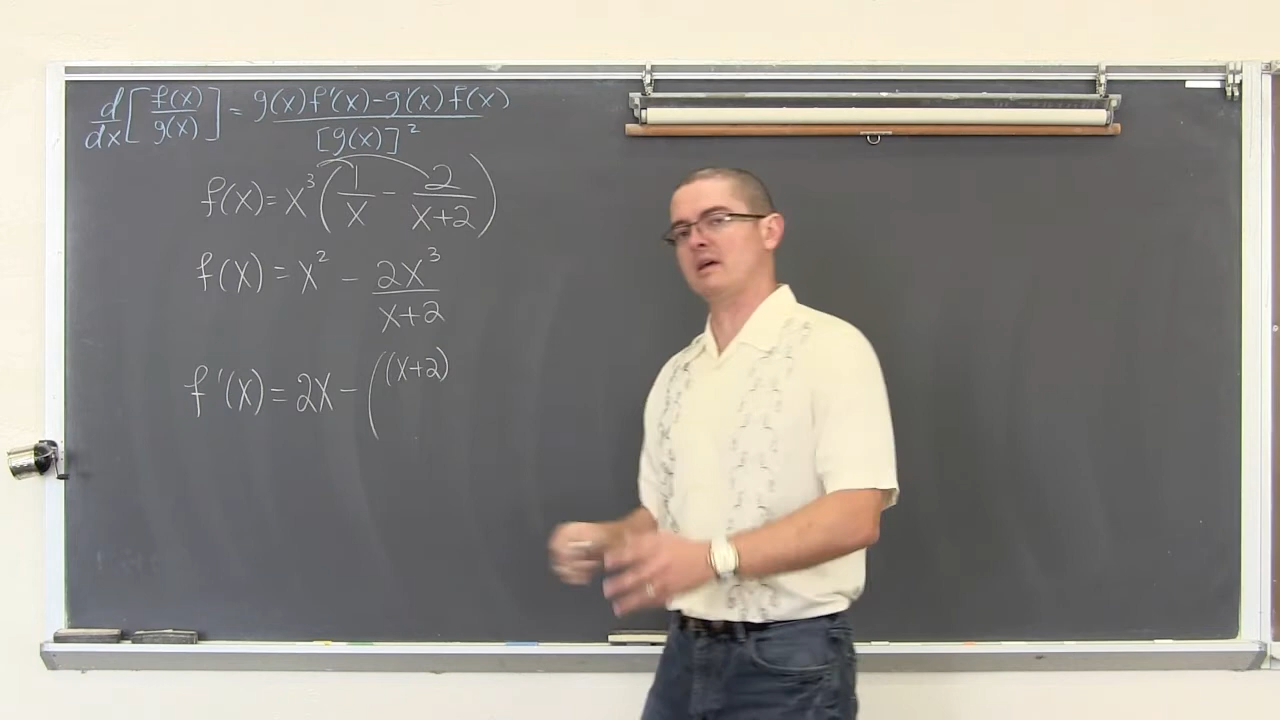 d/dx [f(x)/g(x)] = g(x)f'(x)-g'(x)f(x)/[g(x)]²
f(x)=x³(1/x - 2/x+2)
f(x)=x² - 2x³/x+2
f'(x)=2x-((x+2)